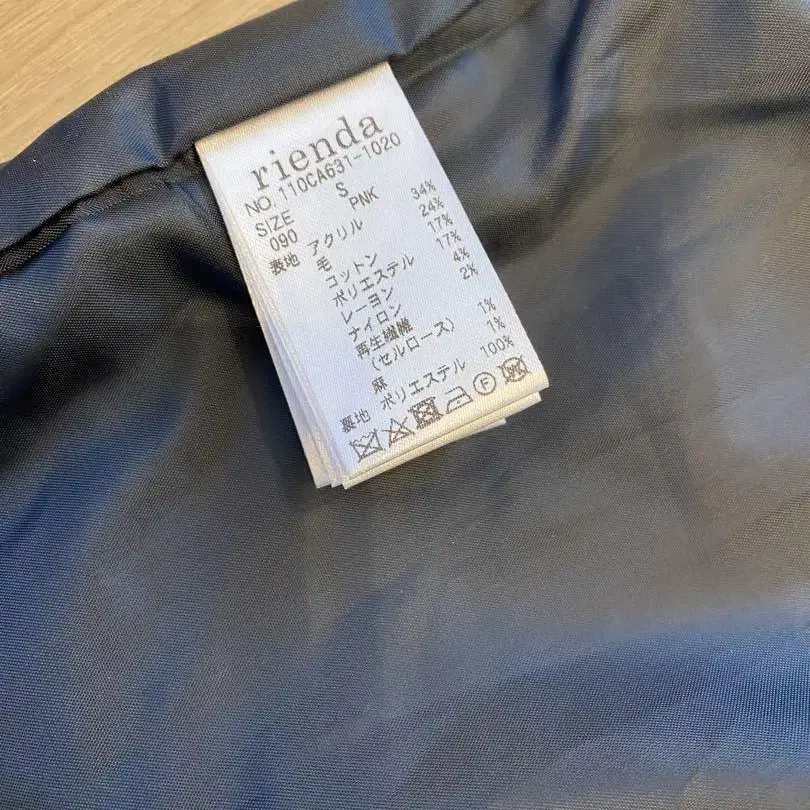 rienda
NO. 110CA631-1020
SIZE S
090 PNK
表地 アクリル 34%
毛 24%
コットン 17%
ポリエステル 17%
レーヨン 4%
ナイロン 2%
再生繊維
(セルロース) 1%
麻 1%
裏地 ポリエステル 100%
F